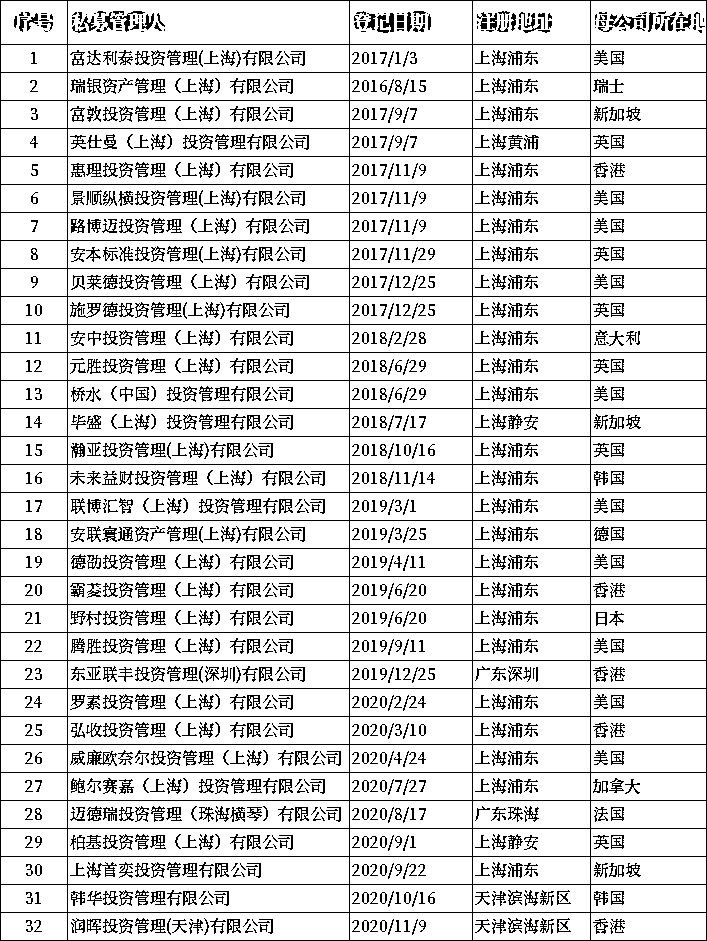 序号 私募管理人 登记日期 注册地址 母公司所在地
1 富达利泰投资管理(上海)有限公司 2017/1/3 上海浦东 美国
2 瑞银资产管理（上海）有限公司 2016/8/15 上海浦东 瑞士
3 富敦投资管理（上海）有限公司 2017/9/7 上海浦东 新加坡
4 英仕曼（上海）投资管理有限公司 2017/9/7 上海黄浦 英国
5 惠理投资管理（上海）有限公司 2017/11/9 上海浦东 香港
6 景顺纵横投资管理(上海)有限公司 2017/11/9 上海浦东 美国
7 路博迈投资管理（上海）有限公司 2017/11/9 上海浦东 美国
8 安本标准投资管理(上海)有限公司 2017/11/29 上海浦东 英国
9 贝莱德投资管理（上海）有限公司 2017/12/25 上海浦东 美国
10 施罗德投资管理(上海)有限公司 2017/12/25 上海浦东 英国
11 安中投资管理（上海）有限公司 2018/2/28 上海浦东 意大利
12 元胜投资管理（上海）有限公司 2018/6/29 上海浦东 英国
13 桥水（中国）投资管理有限公司 2018/6/29 上海浦东 美国
14 毕盛（上海）投资管理有限公司 2018/7/17 上海静安 新加坡
15 瀚亚投资管理(上海)有限公司 2018/10/16 上海浦东 英国
16 未来益财投资管理（上海）有限公司 2018/11/14 上海浦东 韩国
17 联博汇智（上海）投资管理有限公司 2019/3/1 上海浦东 美国
18 安联寰通资产管理(上海)有限公司 2019/3/25 上海浦东 德国
19 德劭投资管理（上海）有限公司 2019/4/11 上海浦东 美国
20 霸菱投资管理（上海）有限公司 2019/6/20 上海浦东 香港
21 野村投资管理（上海）有限公司 2019/6/20 上海浦东 日本
22 腾胜投资管理（上海）有限公司 2019/9/11 上海浦东 美国
23 东亚联丰投资管理(深圳)有限公司 2019/12/25 广东深圳 香港
24 罗素投资管理（上海）有限公司 2020/2/24 上海浦东 美国
25 弘收投资管理（上海）有限公司 2020/3/10 上海浦东 香港
26 威廉欧奈尔投资管理（上海）有限公司 2020/4/24 上海浦东 美国
27 鲍尔赛嘉（上海）投资管理有限公司 2020/7/27 上海浦东 加拿大
28 迈德瑞投资管理（珠海横琴）有限公司 2020/8/17 广东珠海 法国
29 柏基投资管理（上海）有限公司 2020/9/1 上海静安 英国
30 上海首奕投资管理有限公司 2020/9/22 上海浦东 新加坡
31 韩华投资管理有限公司 2020/10/16 天津滨海新区 韩国
32 润晖投资管理(天津)有限公司 2020/11/9 天津滨海新区 香港